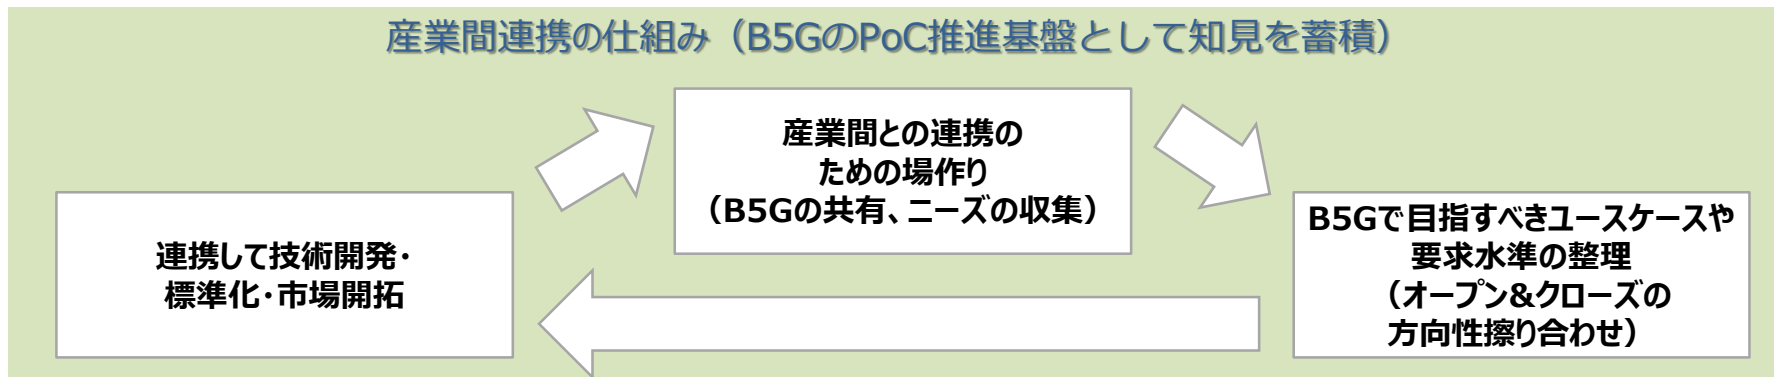 産業間連携の仕組み（B5GのPoC推進基盤として知見を蓄積）
産業間との連携の
ための場作り
（B5Gの共有、ニーズの収集）
連携して技術開発・
標準化・市場開拓
B5Gで目指すべきユースケースや
要求水準の整理
（オープン&クローズの
方向性擦り合わせ）